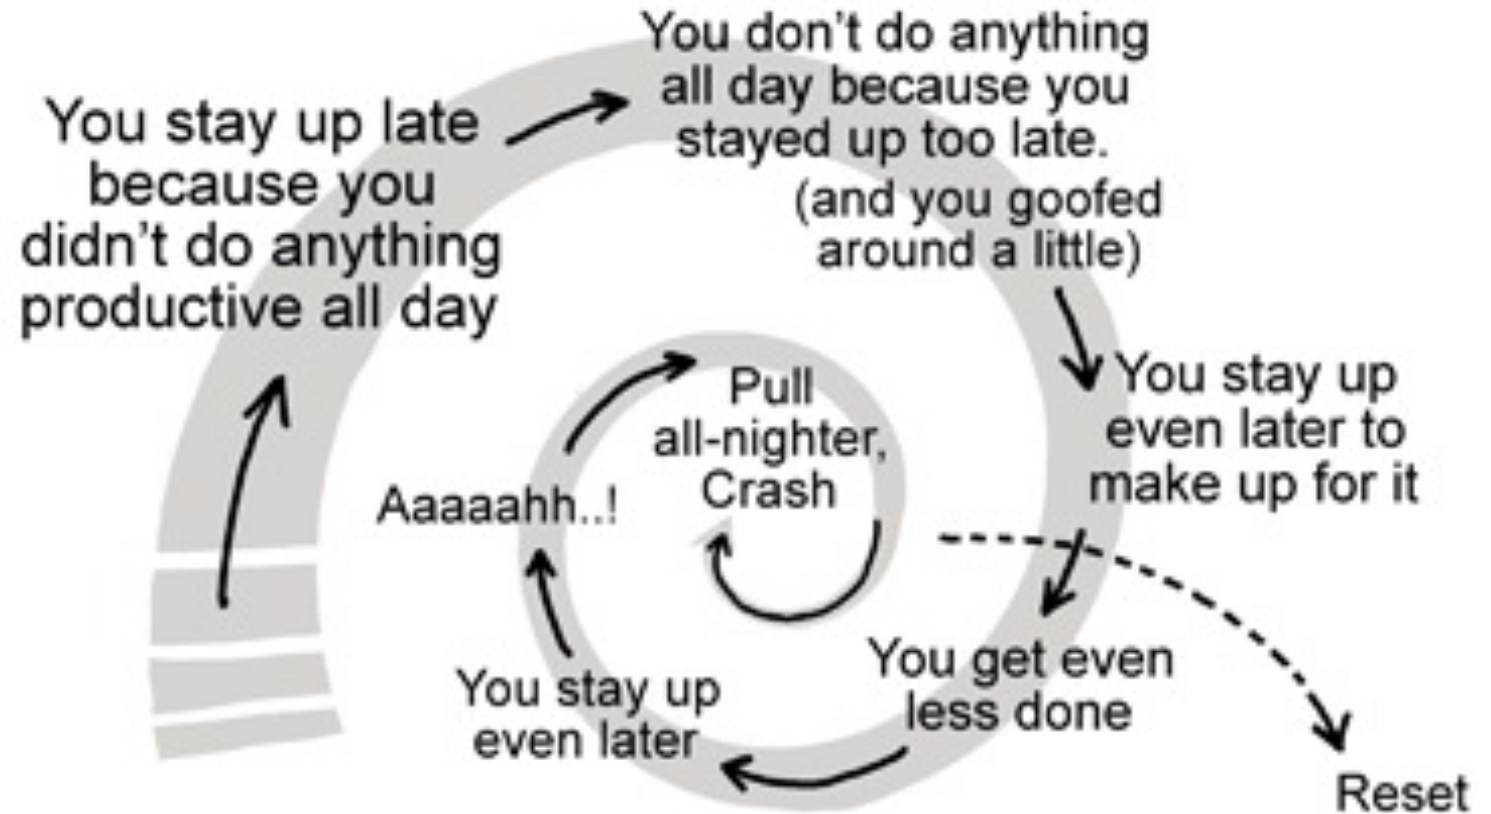 You stay up late
because you
didn't do anything
productive all day
You don't do anything
all day because you
stayed up too late.
(and you goofed
around a little)
You stay up
even later to
make up for it
You get even
less done
You stay up
even later
Aaaaahh..!
Pull
all-nighter,
Crash
Reset